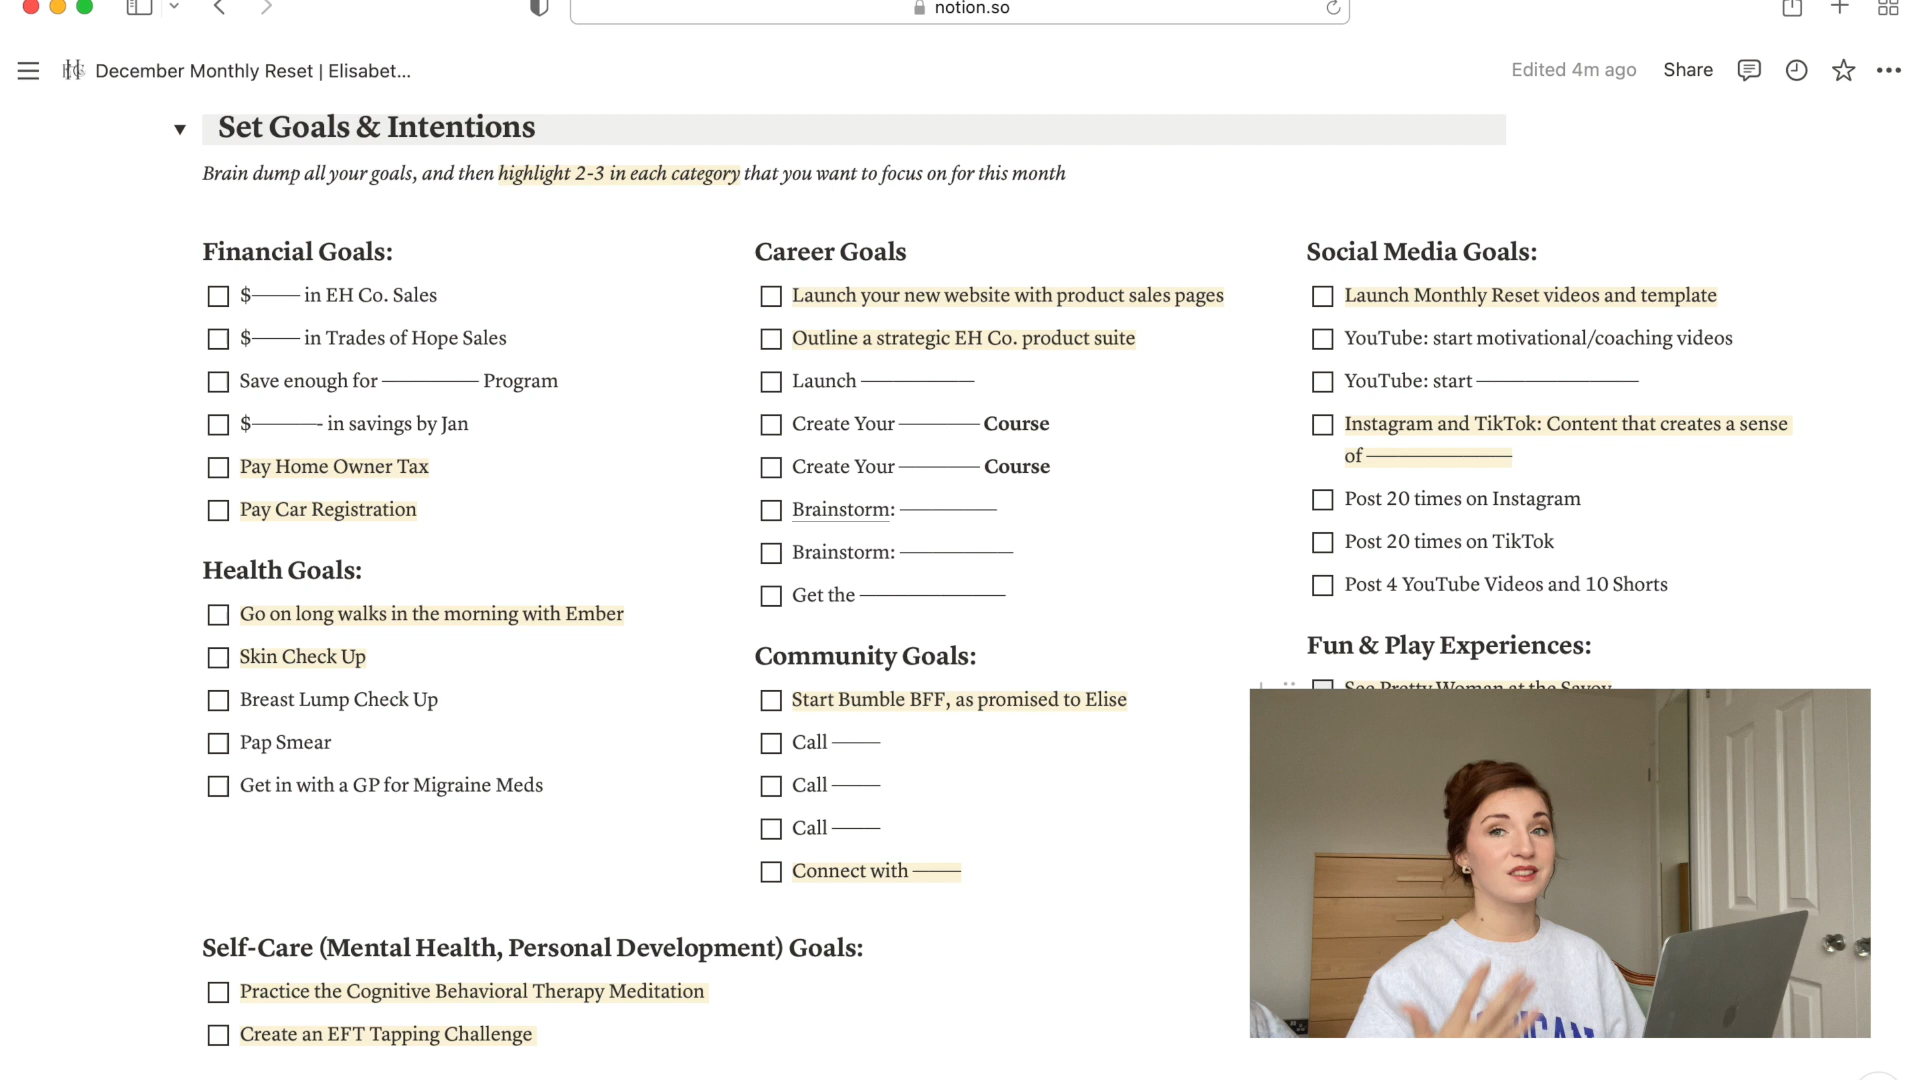 notion.so
December Monthly Reset | Elisabet...
Edited 4m ago
Share
Set Goals & Intentions
Brain dump all your goals, and then highlight 2-3 in each category that you want to focus on for this month
Financial Goals:
$——— in EH Co. Sales
$——— in Trades of Hope Sales
Save enough for —————— Program
$————- in savings by Jan
Pay Home Owner Tax
Pay Car Registration
Health Goals:
Go on long walks in the morning with Ember
Skin Check Up
Breast Lump Check Up
Pap Smear
Get in with a GP for Migraine Meds
Career Goals
Launch your new website with product sales pages
Outline a strategic EH Co. product suite
Launch ———————
Create Your ————— Course
Create Your ————— Course
Brainstorm: ——————
Brainstorm: ———————
Get the —————————
Community Goals:
Start Bumble BFF, as promised to Elise
Call ———
Call ———
Call ———
Connect with ———
Social Media Goals:
Launch Monthly Reset videos and template
YouTube: start motivational/coaching videos
YouTube: start ——————————
Instagram and TikTok: Content that creates a sense
of —————————
Post 20 times on Instagram
Post 20 times on TikTok
Post 4 YouTube Videos and 10 Shorts
Fun & Play Experiences:
See Pretty Woman at the Savoy
Self-Care (Mental Health, Personal Development) Goals:
Practice the Cognitive Behavioral Therapy Meditation
Create an EFT Tapping Challenge